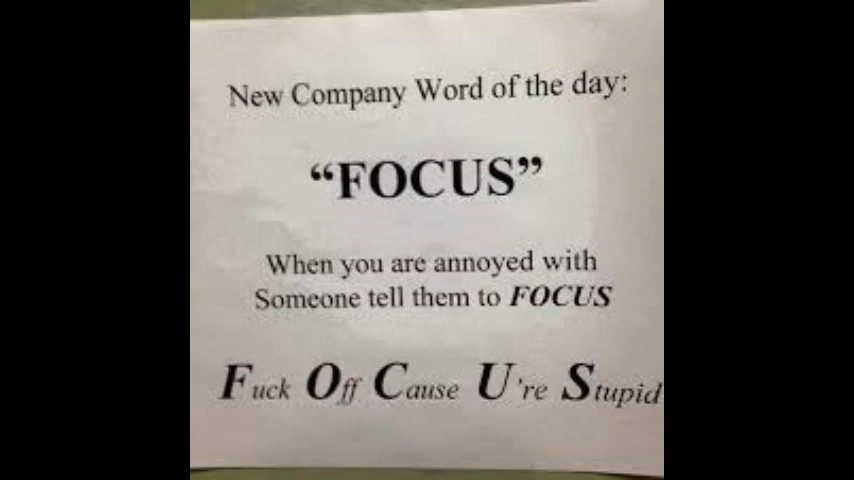 New Company Word of the day:
“FOCUS”
When you are annoyed with
Someone tell them to FOCUS
Fuck Off Cause U're Stupid